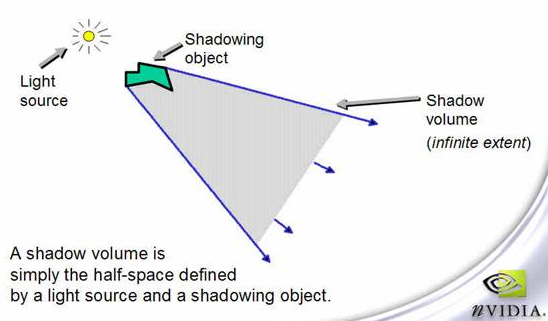 Shadowing
object
Light
source
Shadow
volume
(infinite extent)
A shadow volume is
simply the half-space defined
by a light source and a shadowing object.
nVIDIA.